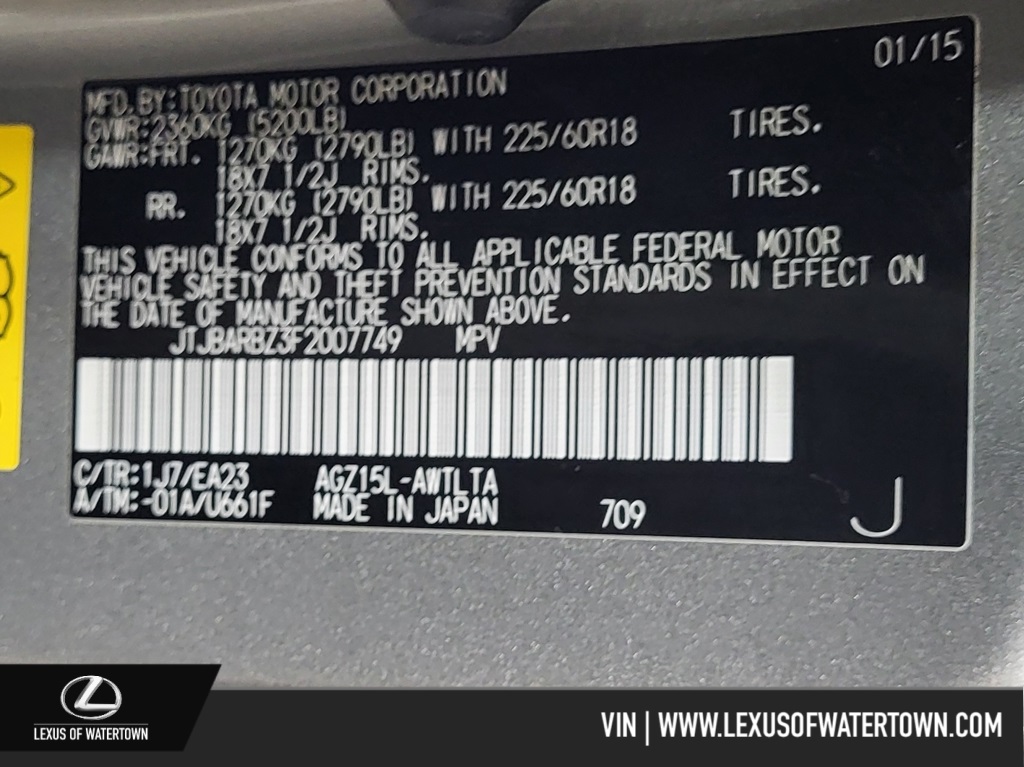 01/15
MFD.BY:TOYOTA MOTOR CORPORATION
GVWR:2360KG (5200LB)
GAWR:FRT. 1270KG (2790LB) WITH 225/60R18 TIRES.
18X7 1/2J RIMS.
RR. 1270KG (2790LB) WITH 225/60R18 TIRES.
18X7 1/2J RIMS.
THIS VEHICLE CONFORMS TO ALL APPLICABLE FEDERAL MOTOR
VEHICLE SAFETY AND THEFT PREVENTION STANDARDS IN EFFECT ON
THE DATE OF MANUFACTURE SHOWN ABOVE.
JTJBARBZ3F2007749 MPV
C/TR:1J7/EA23 AGZ15L-AWTLTA
A/TM:-01A/U661F MADE IN JAPAN 709 J
LEXUS OF WATERTOWN
VIN | WWW.LEXUSOFWATERTOWN.COM